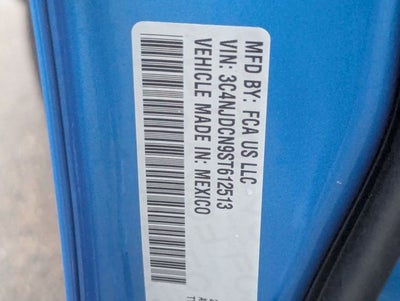 MFD BY: FCA US LLC
VIN: 3C4NJDCN9ST612513
VEHICLE MADE IN: MEXICO